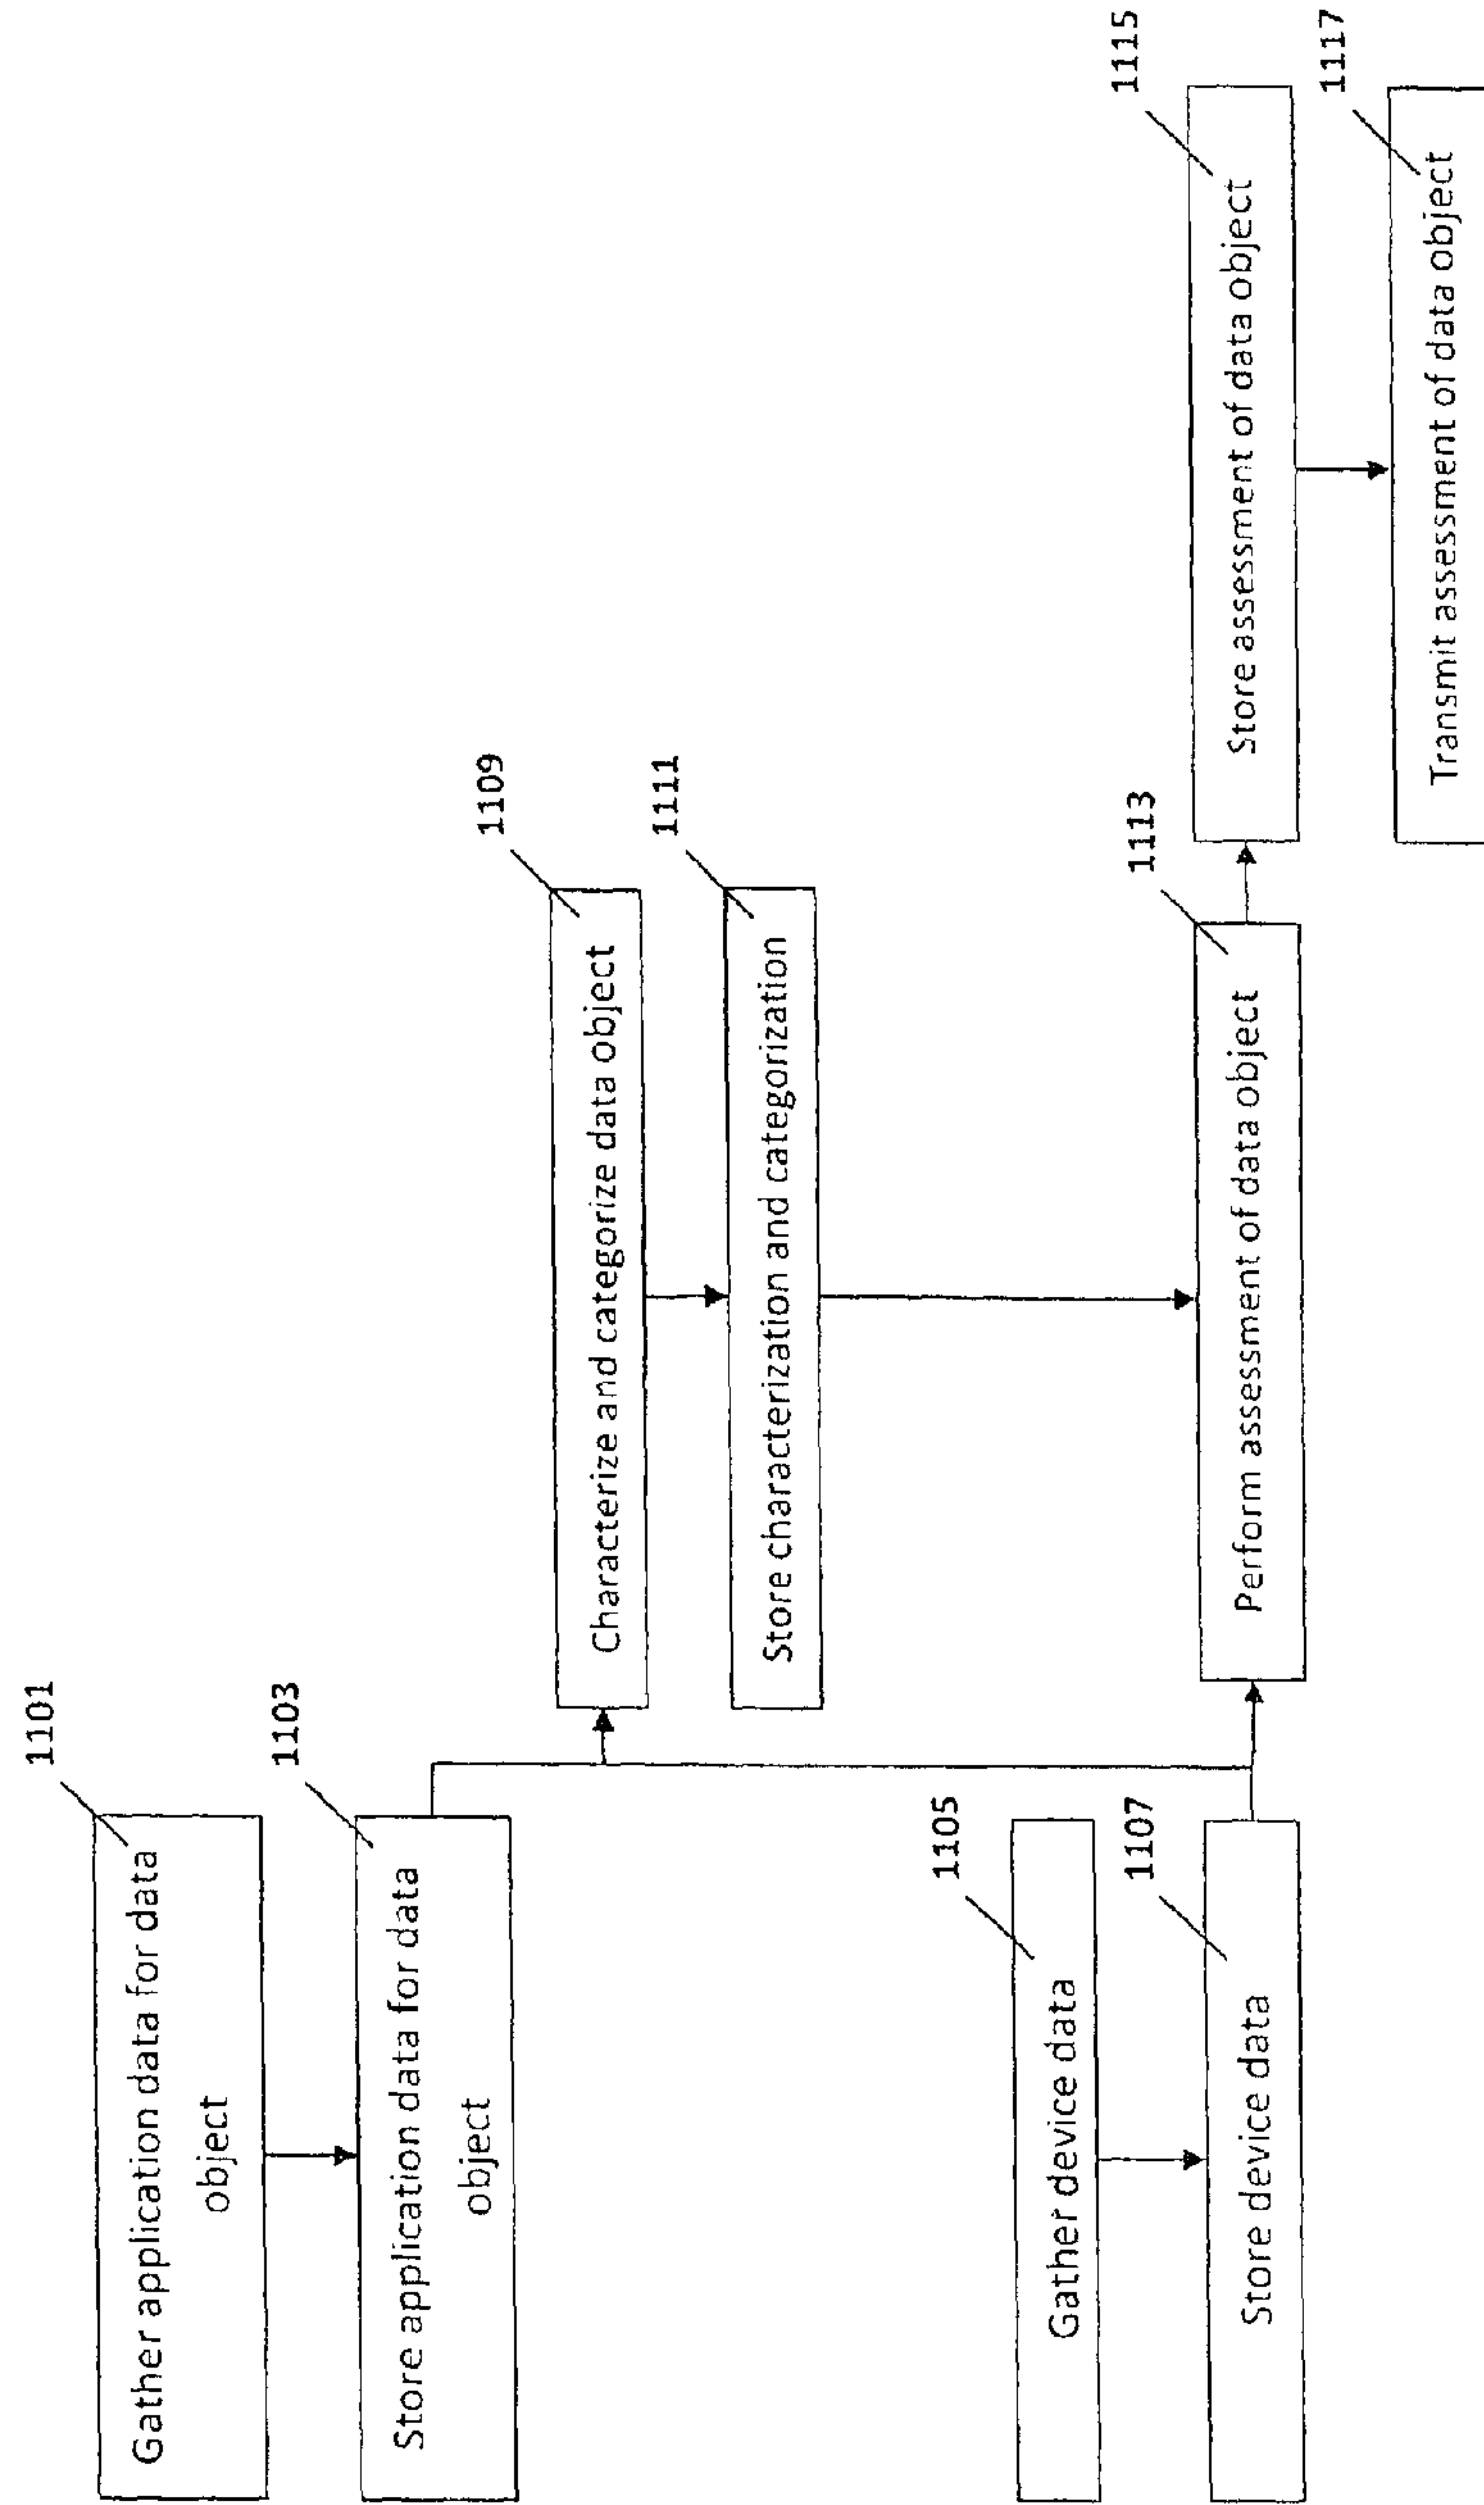 1101
Gather application data for data
object
1103
Store application data for data
object
1105
Gather device data
1107
Store device data
1109
Characterize and categorize data object
1111
Store characterization and categorization
1113
Perform assessment of data object
1115
Store assessment of data object
1117
Transmit assessment of data object